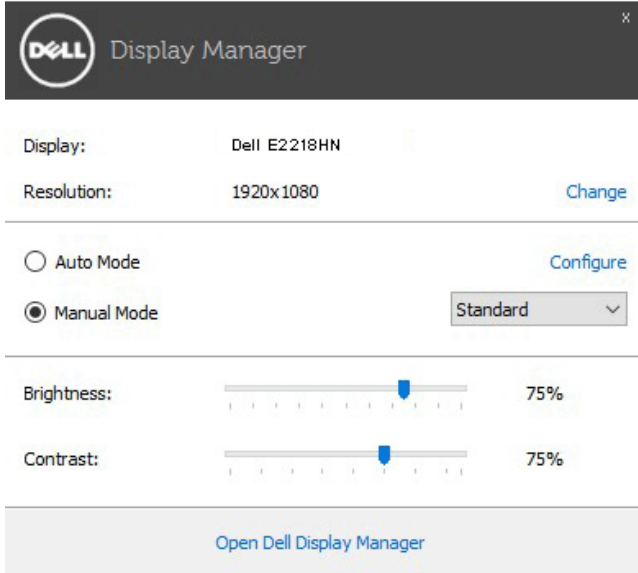 x
DELL Display Manager
Display: Dell E2218HN
Resolution: 1920x1080 Change
Auto Mode Configure
Manual Mode Standard
Brightness: 75%
Contrast: 75%
Open Dell Display Manager